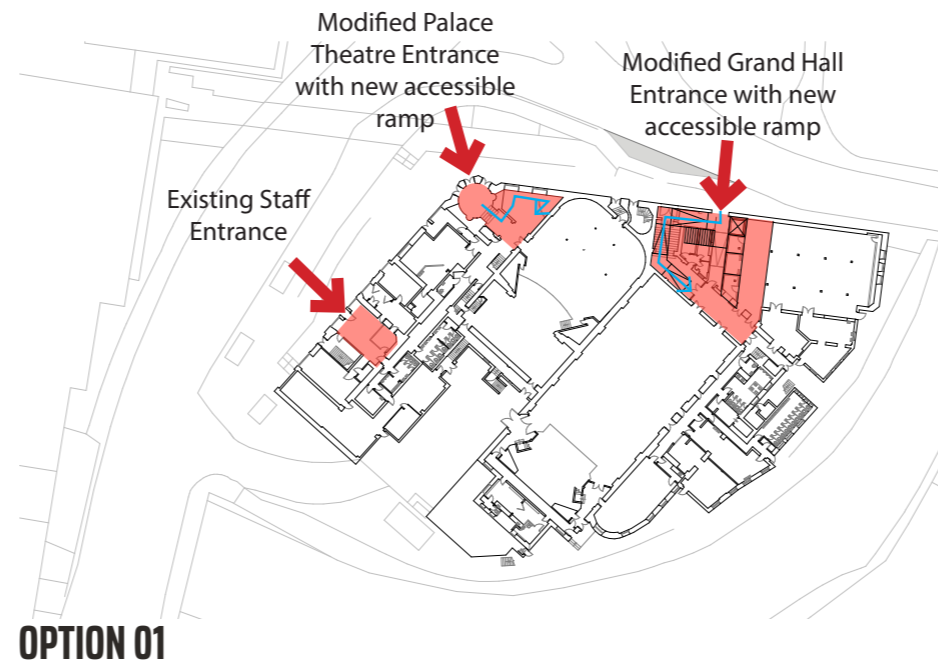 Modified Palace
Theatre Entrance
with new accessible
ramp
Modified Grand Hall
Entrance with new
accessible ramp
Existing Staff
Entrance
OPTION 01